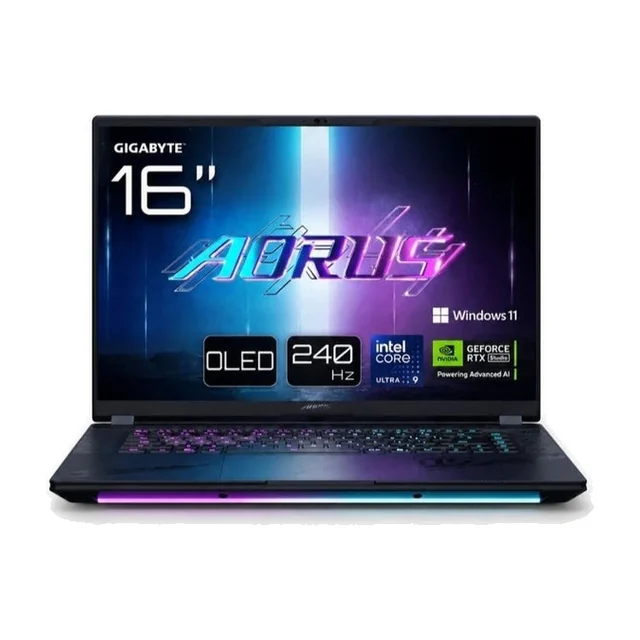 GIGABYTE™
16"
AORUS
Windows 11
OLED
240
Hz
intel
CORE
ULTRA 9
NVIDIA
GEFORCE
RTX Studio
Powering Advanced AI
AORUS